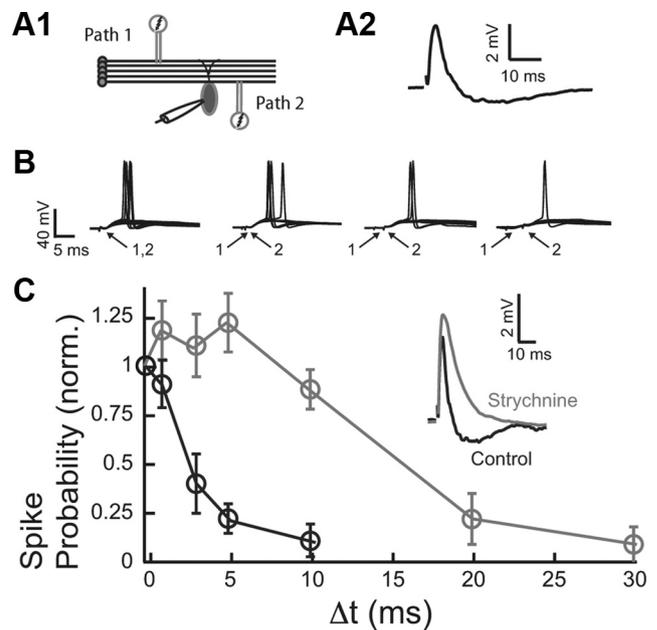 A1
Path 1
Path 2
A2
2 mV
10 ms
B
40 mV
5 ms
1,2
1 2
1 2
1 2
C
Spike
Probability (norm.)
1.25
1
0.75
0.5
0.25
0
0 5 10 15 20 25 30
Δt (ms)
2 mV
10 ms
Strychnine
Control